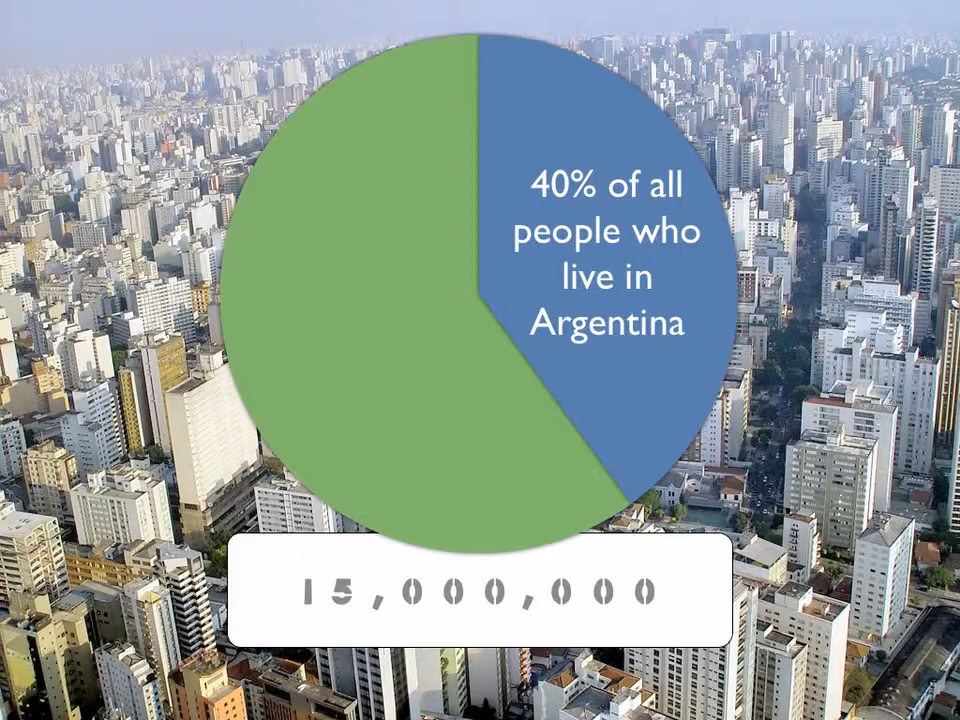 40% of all
people who
live in
Argentina
15,000,000